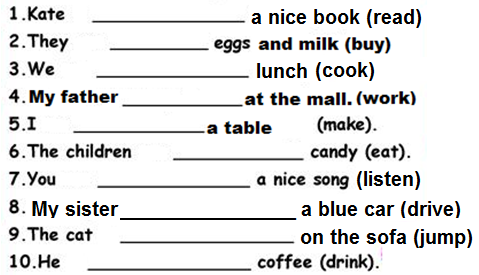 1.Kate ______________ a nice book (read)
2.They __________ eggs and milk (buy)
3.We ______________ lunch (cook)
4.My father ____________at the mall.(work)
5.I ____________a table (make).
6.The children ____________ candy (eat).
7.You ______________ a nice song (listen)
8. My sister________________ a blue car (drive)
9.The cat ________________ on the sofa (jump)
10.He ______________ coffee (drink).